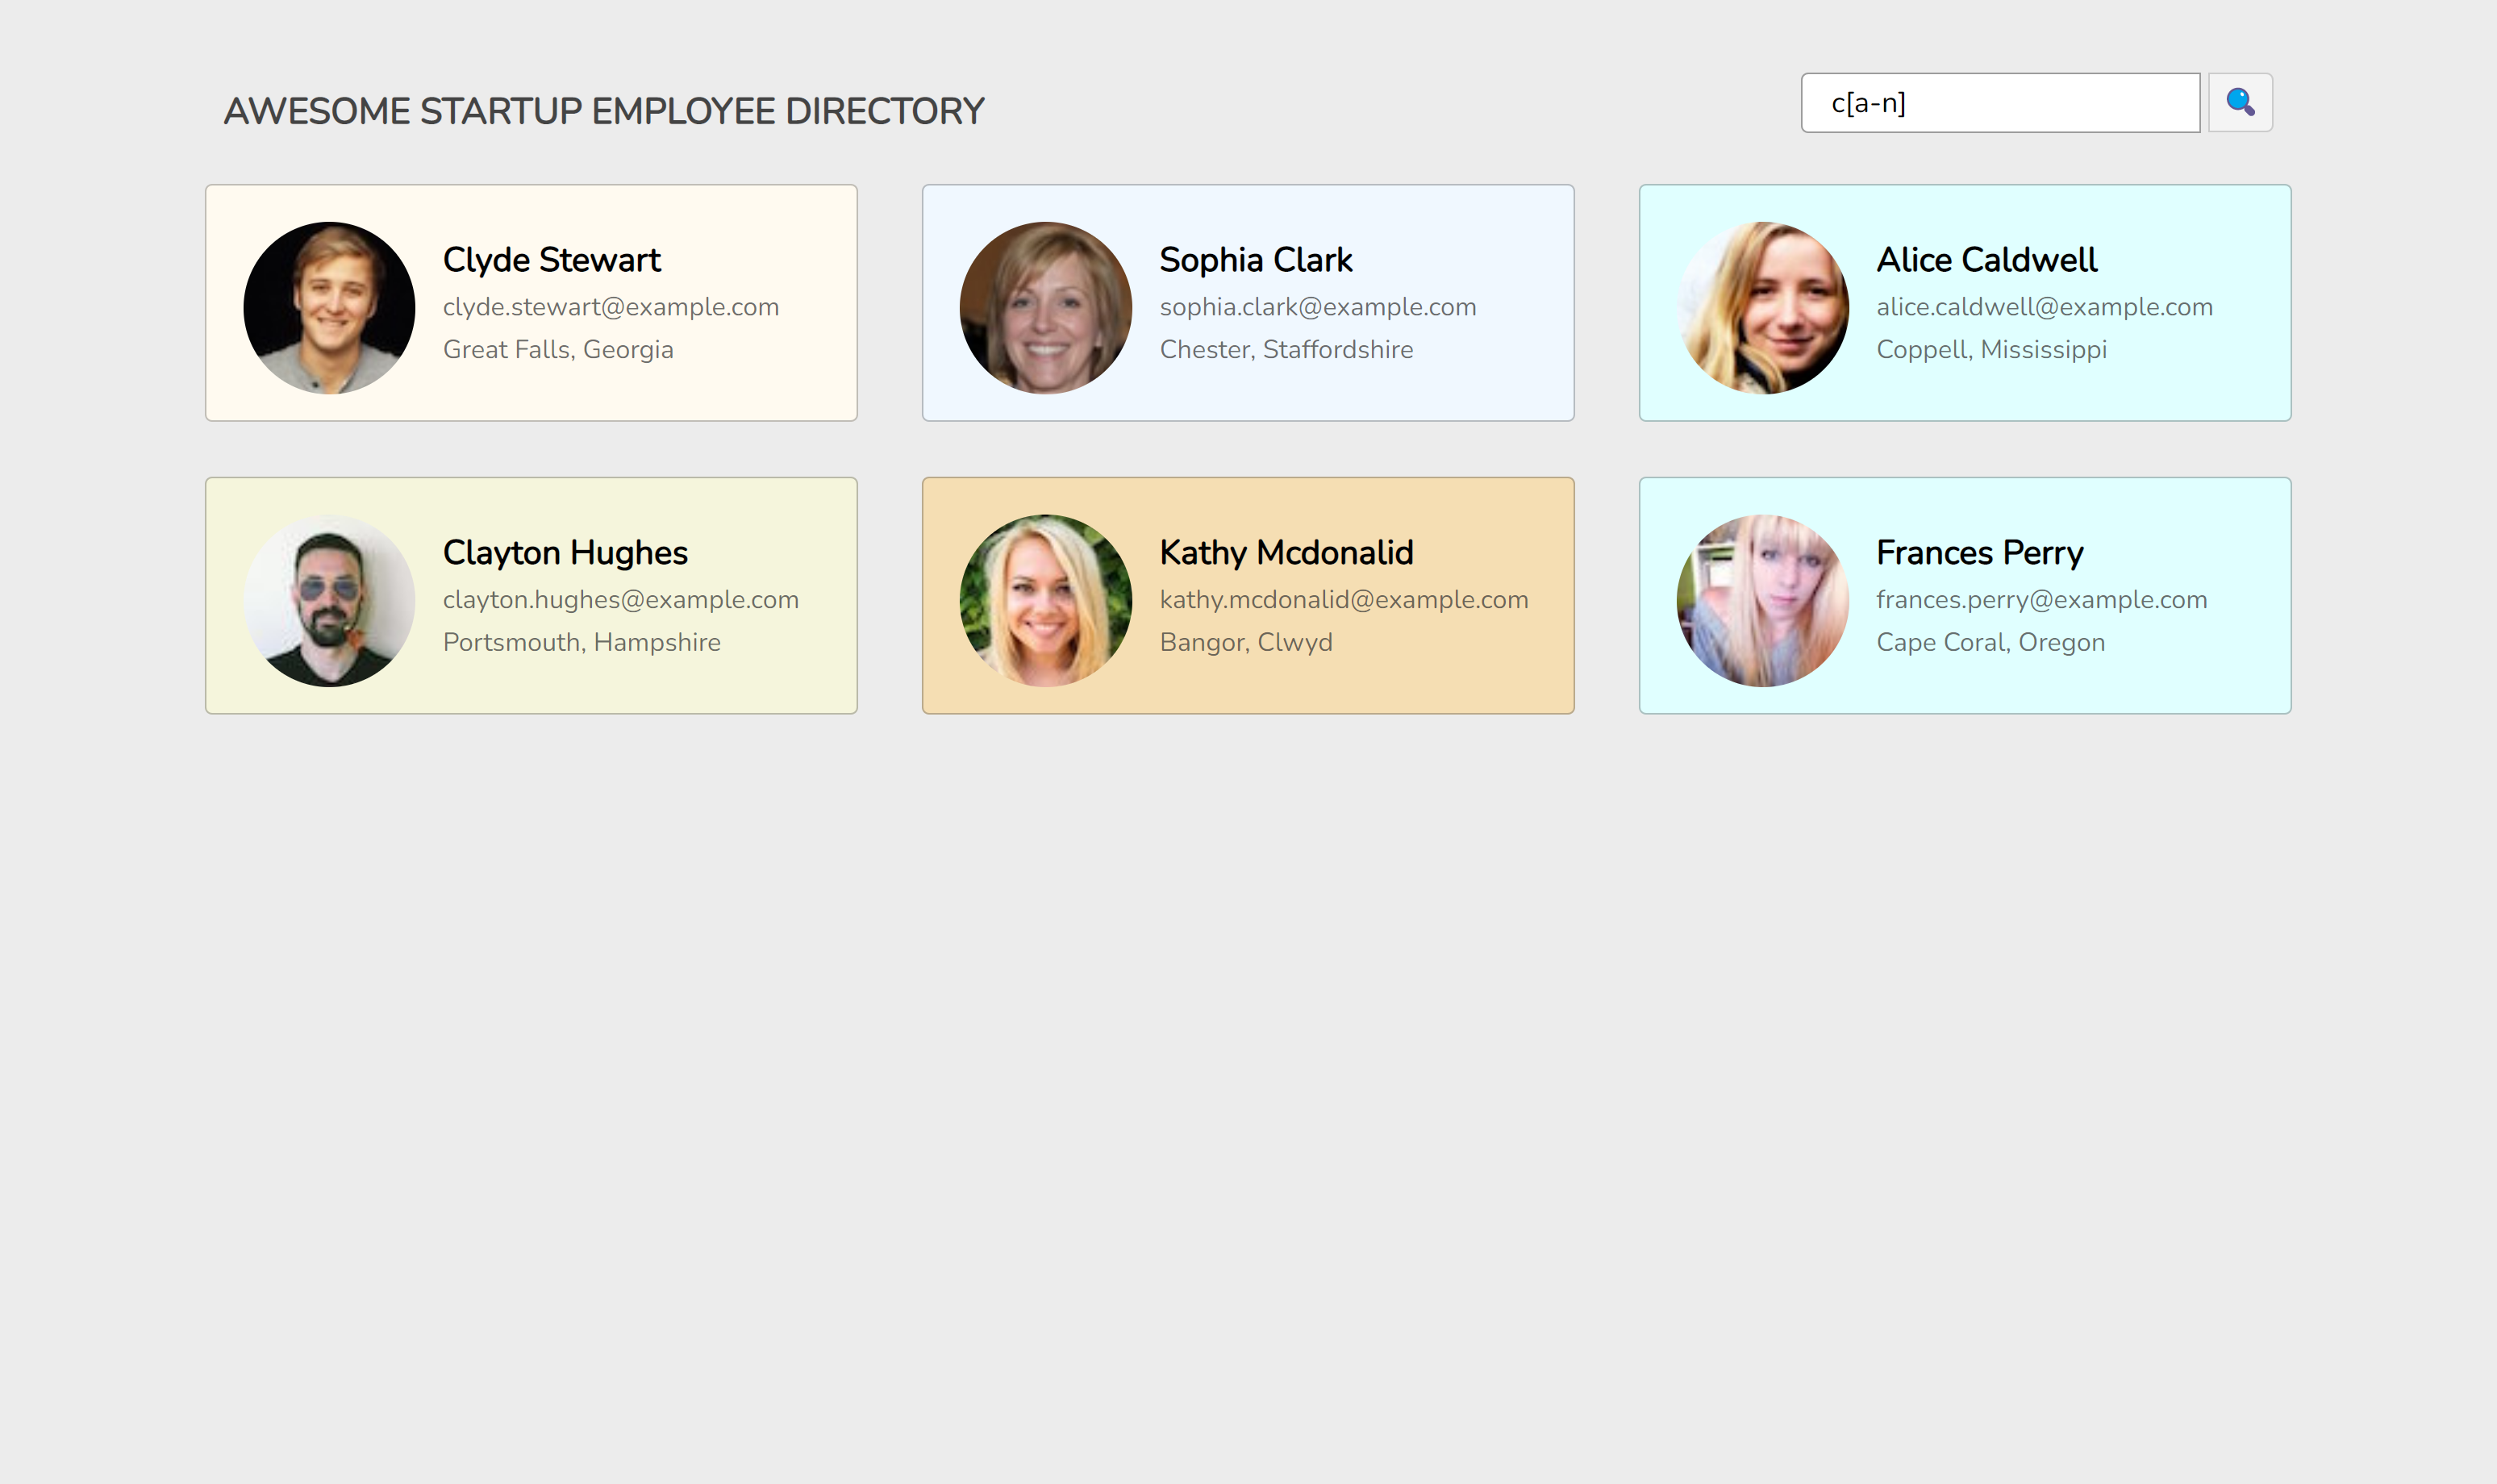 AWESOME STARTUP EMPLOYEE DIRECTORY
c[a-n]
Clyde Stewart
clyde.stewart@example.com
Great Falls, Georgia
Sophia Clark
sophia.clark@example.com
Chester, Staffordshire
Alice Caldwell
alice.caldwell@example.com
Coppell, Mississippi
Clayton Hughes
clayton.hughes@example.com
Portsmouth, Hampshire
Kathy Mcdonalid
kathy.mcdonalid@example.com
Bangor, Clwyd
Frances Perry
frances.perry@example.com
Cape Coral, Oregon